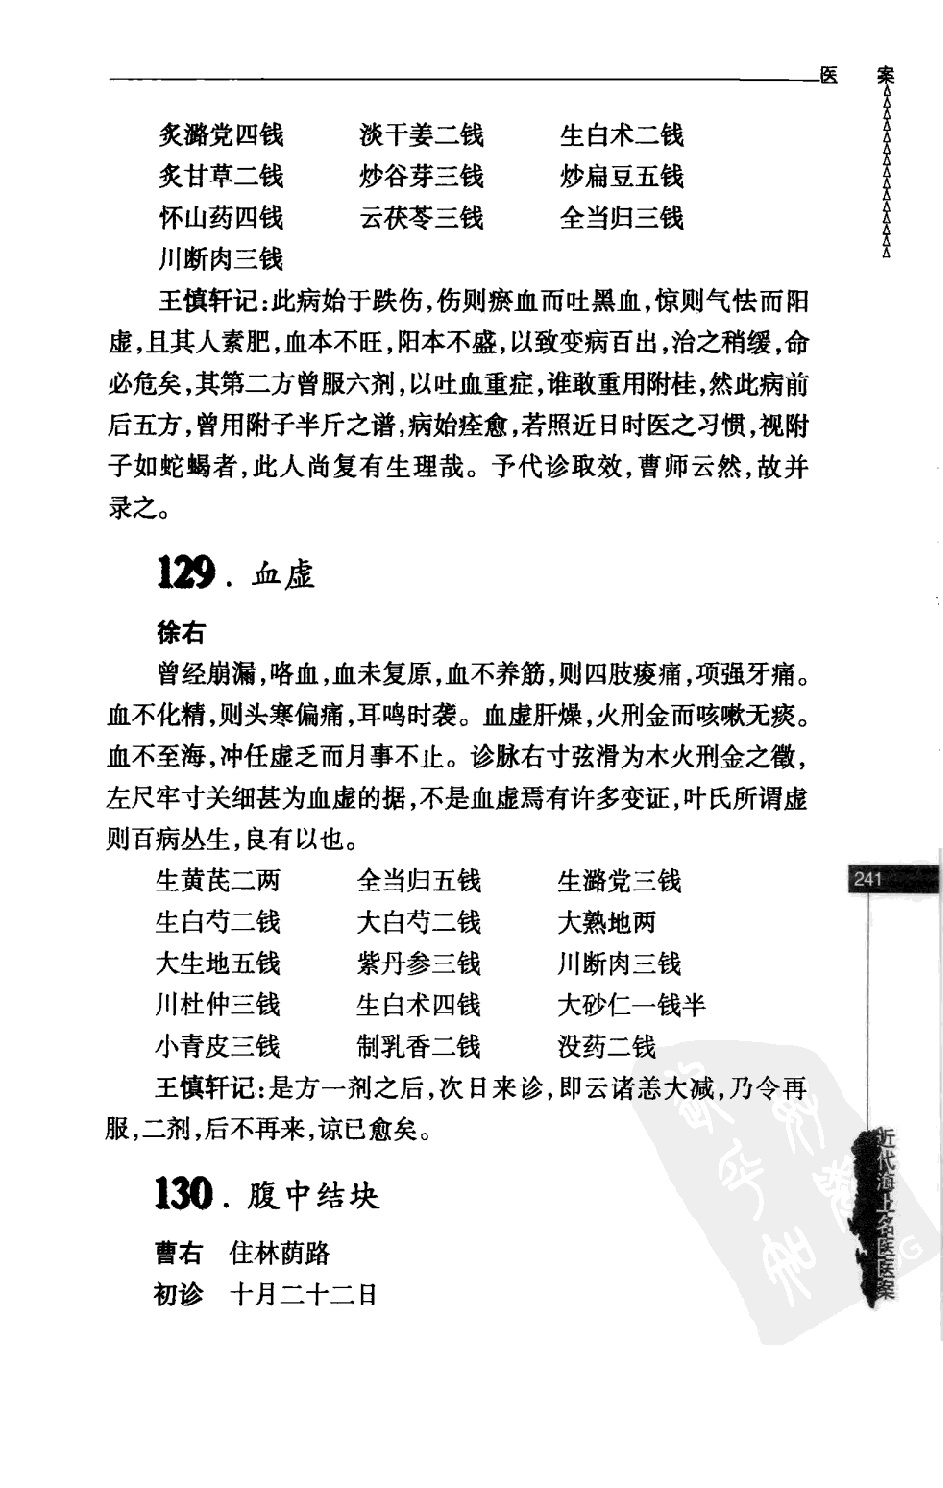 医 案
炙潞党四钱 淡干姜二钱 生白术二钱
炙甘草二钱 炒谷芽三钱 炒扁豆五钱
怀山药四钱 云茯苓三钱 全当归三钱
川断肉三钱
王慎轩记:此病始于跌伤,伤则瘀血而吐黑血,惊则气怯而阳
虚,且其人素肥,血本不旺,阳本不盛,以致变病百出,治之稍缓,命
必危矣,其第二方曾服六剂,以吐血重症,谁敢重用附桂,然此病前
后五方,曾用附子半斤之谱,病始痊愈,若照近日时医之习惯,视附
子如蛇蝎者,此人尚复有生理哉。予代诊取效,曹师云然,故并
录之。
129. 血虚
徐右
曾经崩漏,咯血,血未复原,血不养筋,则四肢痠痛,项强牙痛。
血不化精,则头寒偏痛,耳鸣时袭。血虚肝燥,火刑金而咳嗽无痰。
血不至海,冲任虚乏而月事不止。诊脉右寸弦滑为木火刑金之徵,
左尺牢寸关细甚为血虚的据,不是血虚焉有许多变证,叶氏所谓虚
则百病丛生,良有以也。
生黄芪二两 全当归五钱 生潞党三钱
生白芍二钱 大白芍二钱 大熟地两
大生地五钱 紫丹参三钱 川断肉三钱
川杜仲三钱 生白术四钱 大砂仁一钱半
小青皮三钱 制乳香二钱 没药二钱
王慎轩记:是方一剂之后,次日来诊,即云诸恙大减,乃令再
服,二剂,后不再来,谅已愈矣。
130. 腹中结块
曹右 住林荫路
初诊 十月二十二日
241
近代海上名医医案